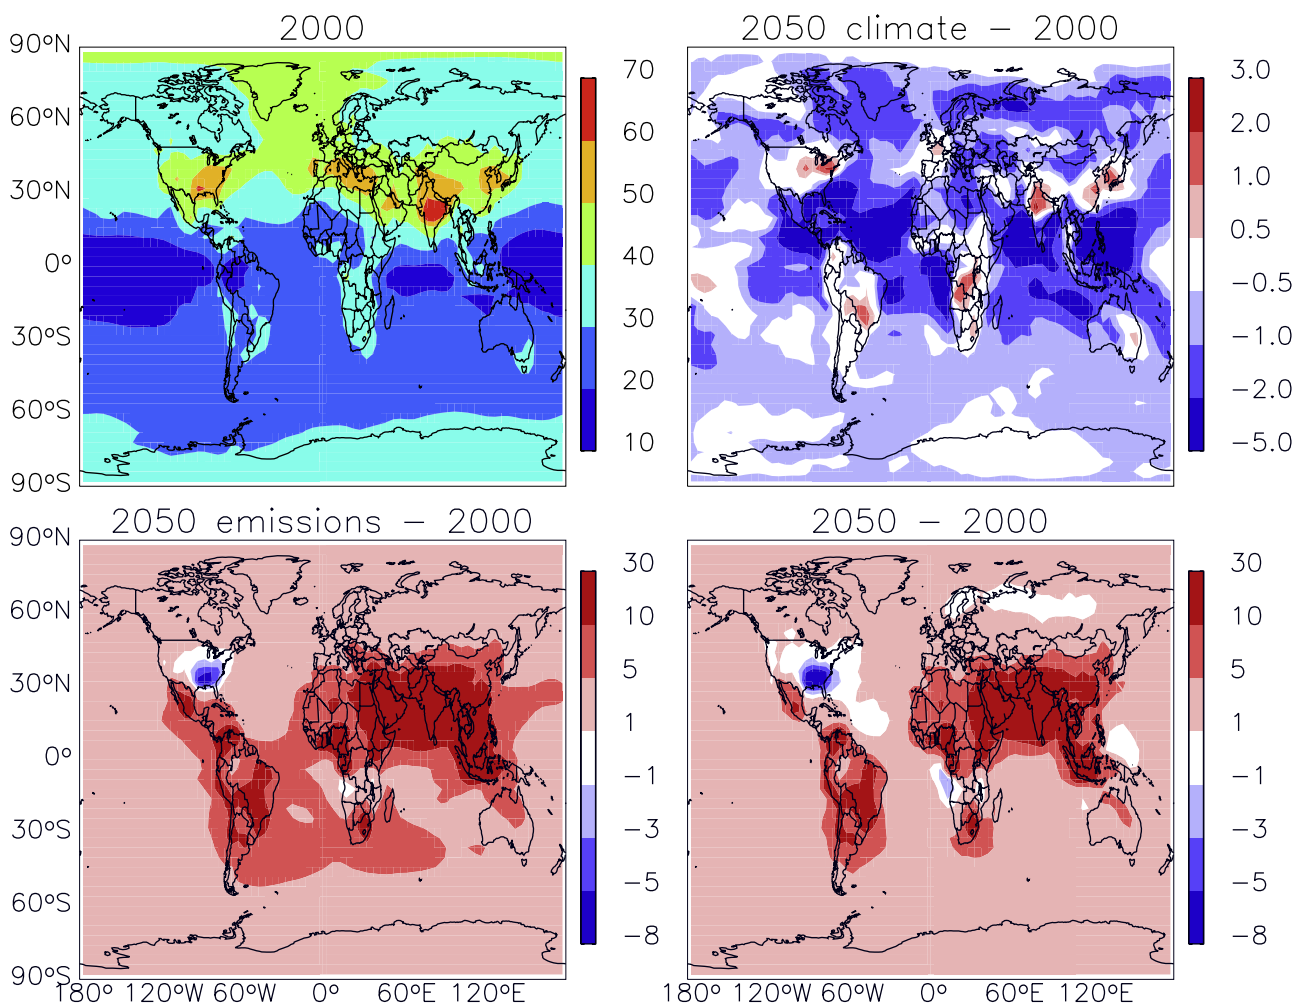 2000
2050 climate − 2000
90°N
60°N
30°N
0°
30°S
60°S
90°S
70
60
50
40
30
20
10
3.0
2.0
1.0
0.5
−0.5
−1.0
−2.0
−5.0
2050 emissions − 2000
2050 − 2000
90°N
60°N
30°N
0°
30°S
60°S
90°S
30
10
5
1
−1
−3
−5
−8
30
10
5
1
−1
−3
−5
−8
180° 120°W 60°W 0° 60°E 120°E
180° 120°W 60°W 0° 60°E 120°E